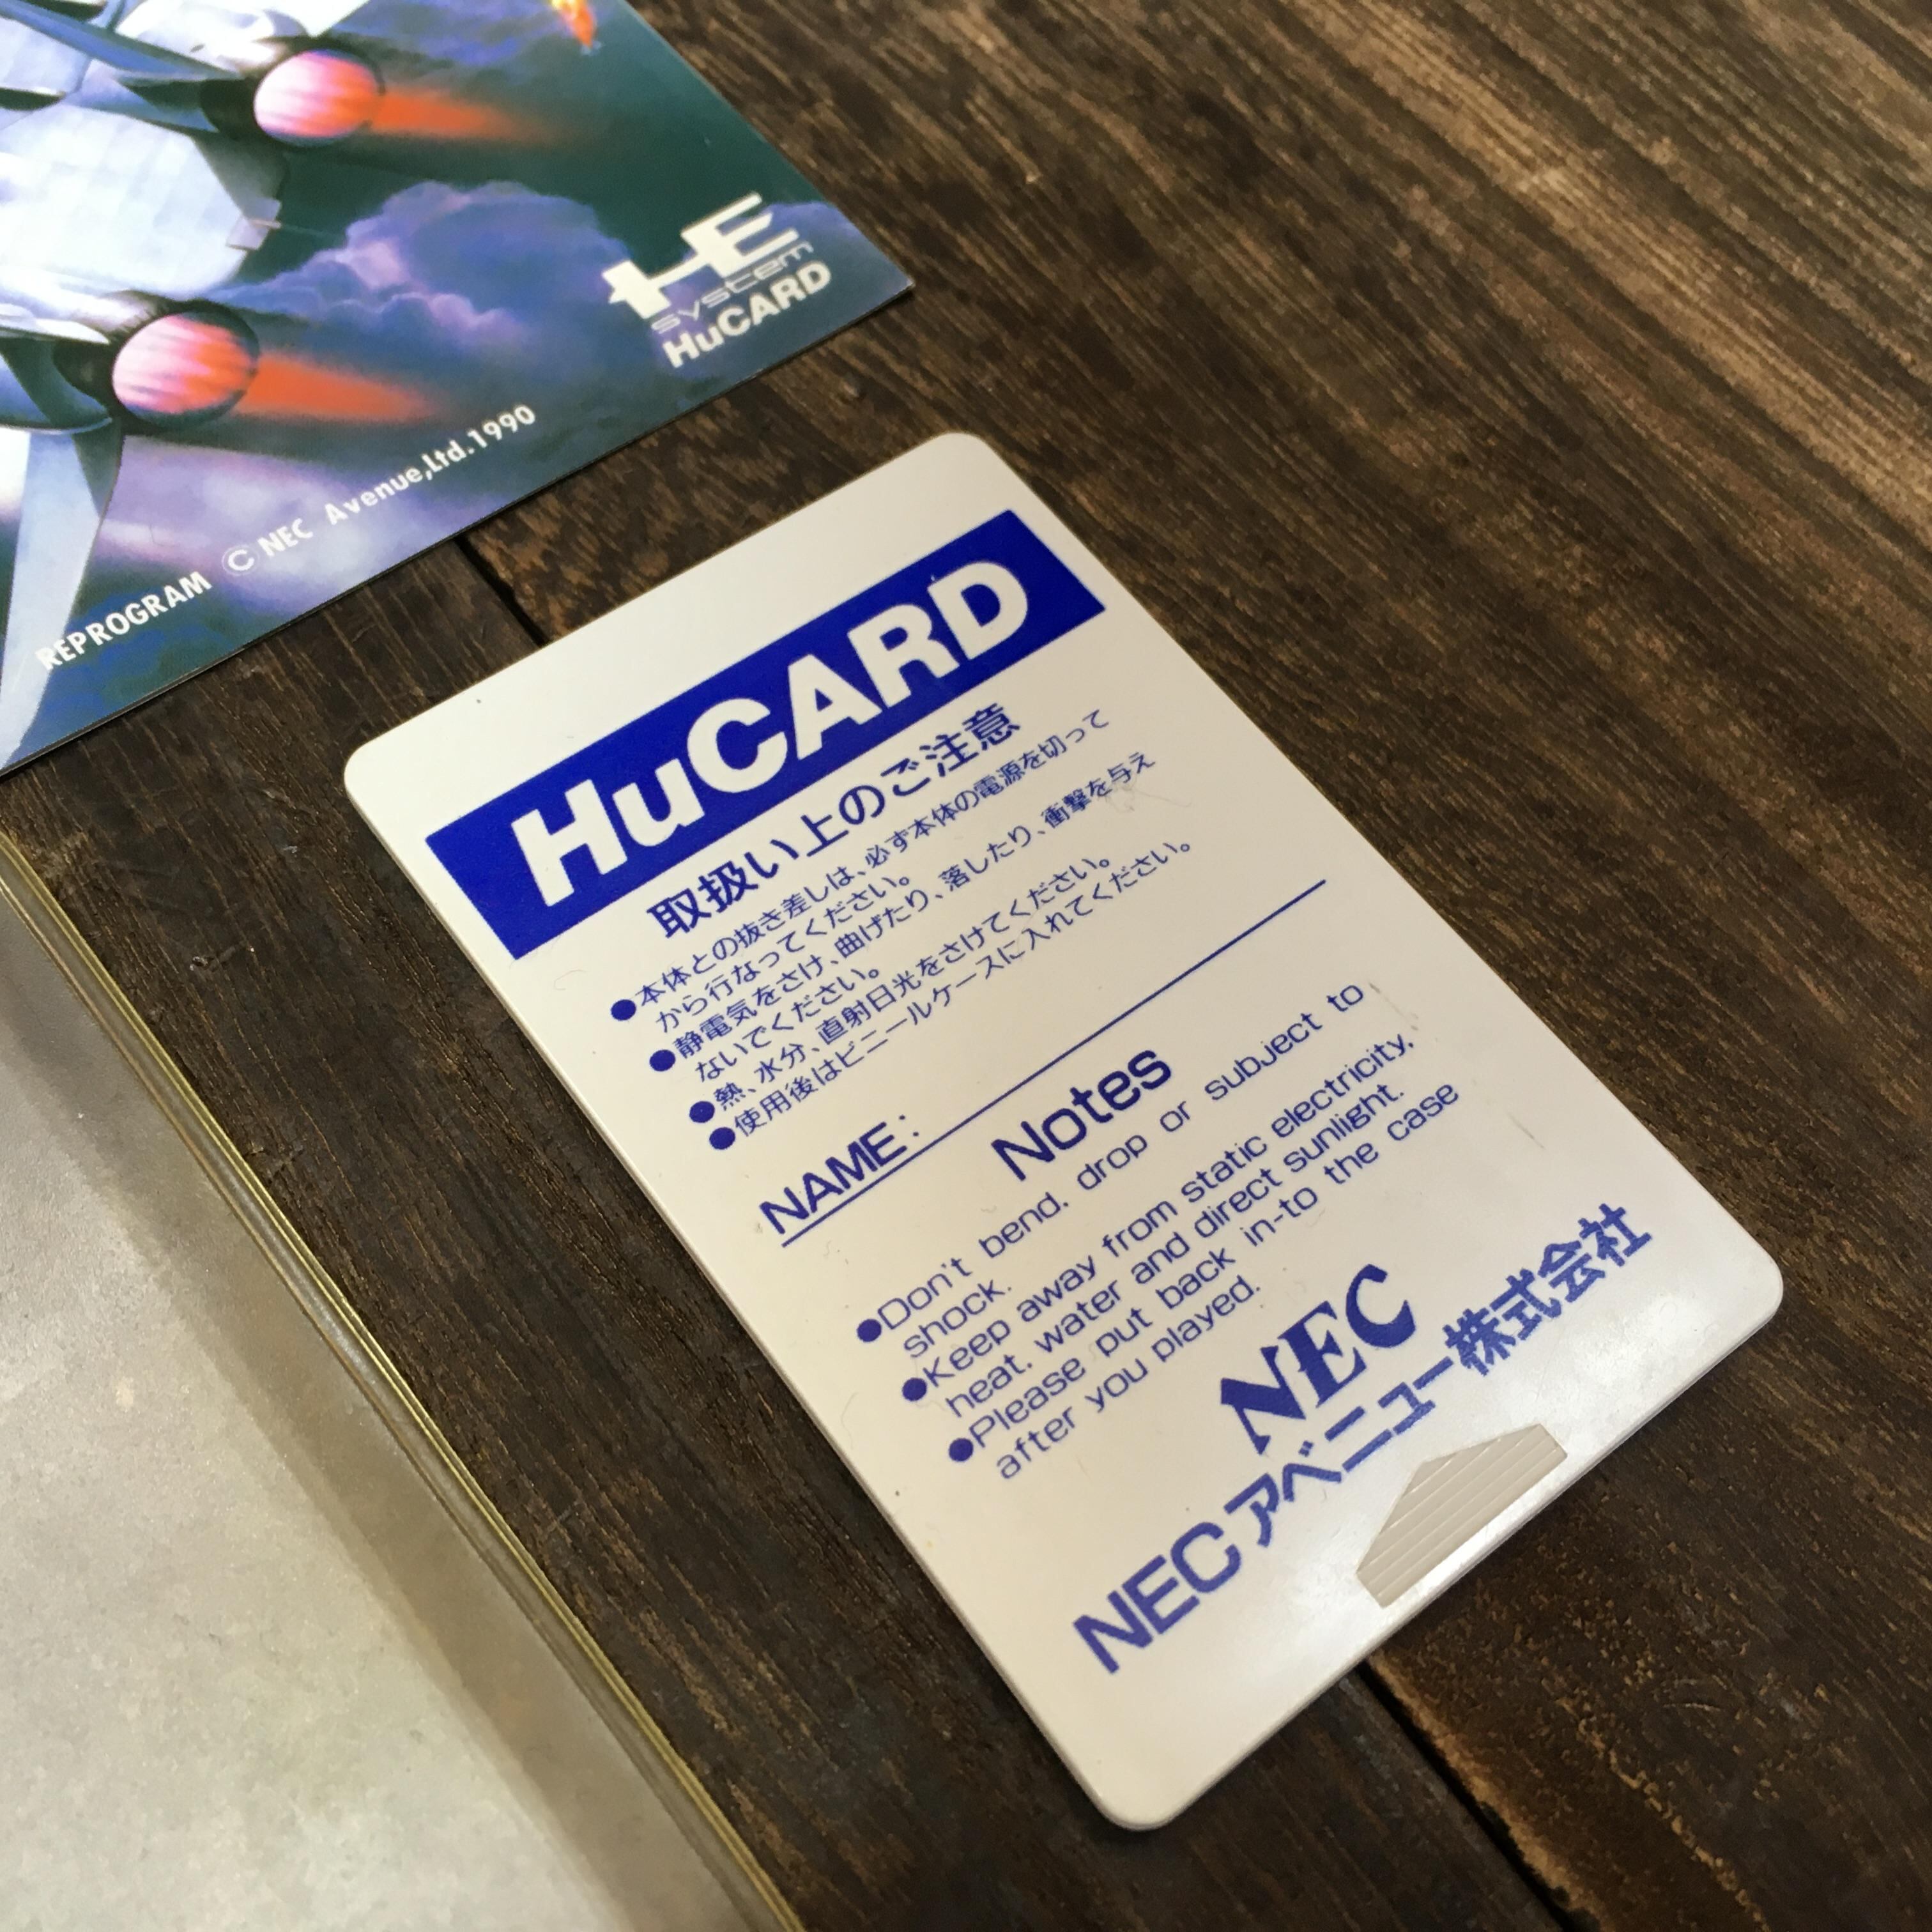 HE
system
HuCARD
REPROGRAM © NEC Avenue,Ltd.1990
HuCARD
取扱い上のご注意
●本体との抜き差しは、必ず本体の電源を切って
から行なってください。
●静電気をさけ、曲げたり、落したり、衝撃を与え
ないでください。
●熱、水分、直射日光をさけてください。
●使用後はビニールケースに入れてください。
NAME:
Notes
●Don't bend, drop or subject to
shock.
●Keep away from static electricity,
heat, water and direct sunlight.
●Please put back in-to the case
after you played.
NEC
NECアベニュー株式会社